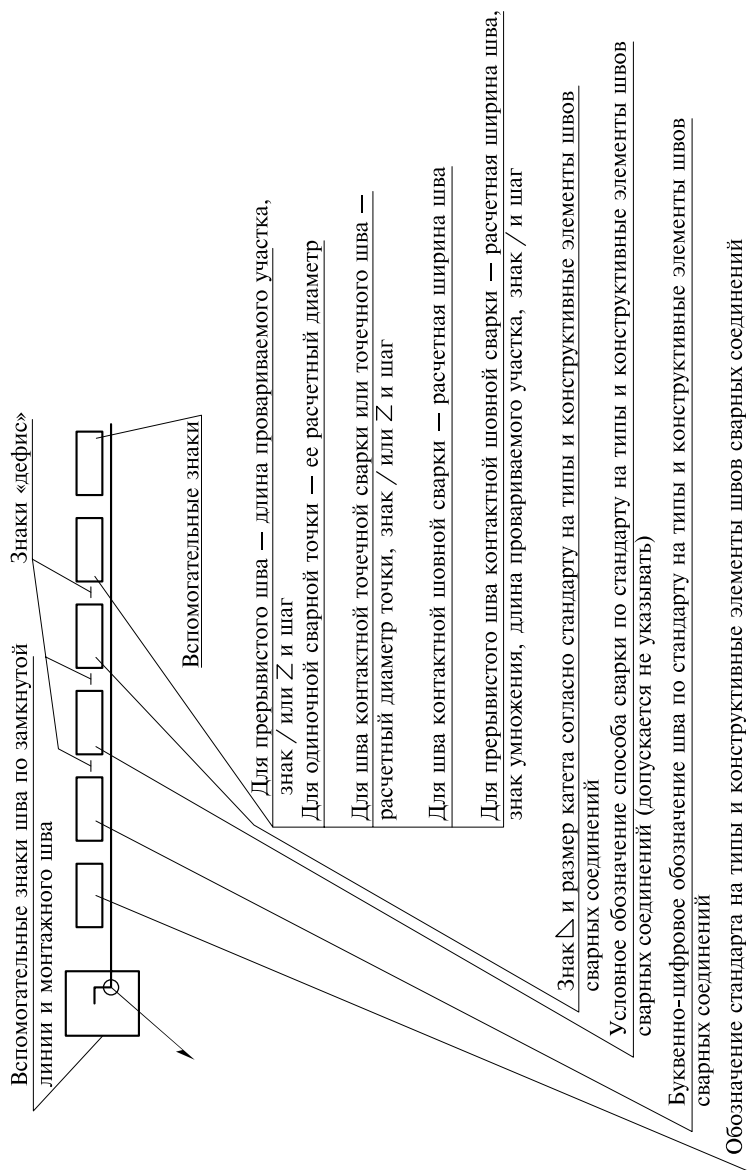 Вспомогательные знаки шва по замкнутой
линии и монтажного шва
Знаки «дефис»
Вспомогательные знаки
Для прерывистого шва — длина провариваемого участка,
знак / или Z и шаг
Для одиночной сварной точки — ее расчетный диаметр
Для шва контактной точечной сварки или точечного шва —
расчетный диаметр точки, знак / или Z и шаг
Для шва контактной шовной сварки — расчетная ширина шва
Для прерывистого шва контактной шовной сварки — расчетная ширина шва,
знак умножения, длина провариваемого участка, знак / и шаг
Знак ⊿ и размер катета согласно стандарту на типы и конструктивные элементы швов
сварных соединений
Условное обозначение способа сварки по стандарту на типы и конструктивные элементы швов
сварных соединений (допускается не указывать)
Буквенно-цифровое обозначение шва по стандарту на типы и конструктивные элементы швов
сварных соединений
Обозначение стандарта на типы и конструктивные элементы швов сварных соединений